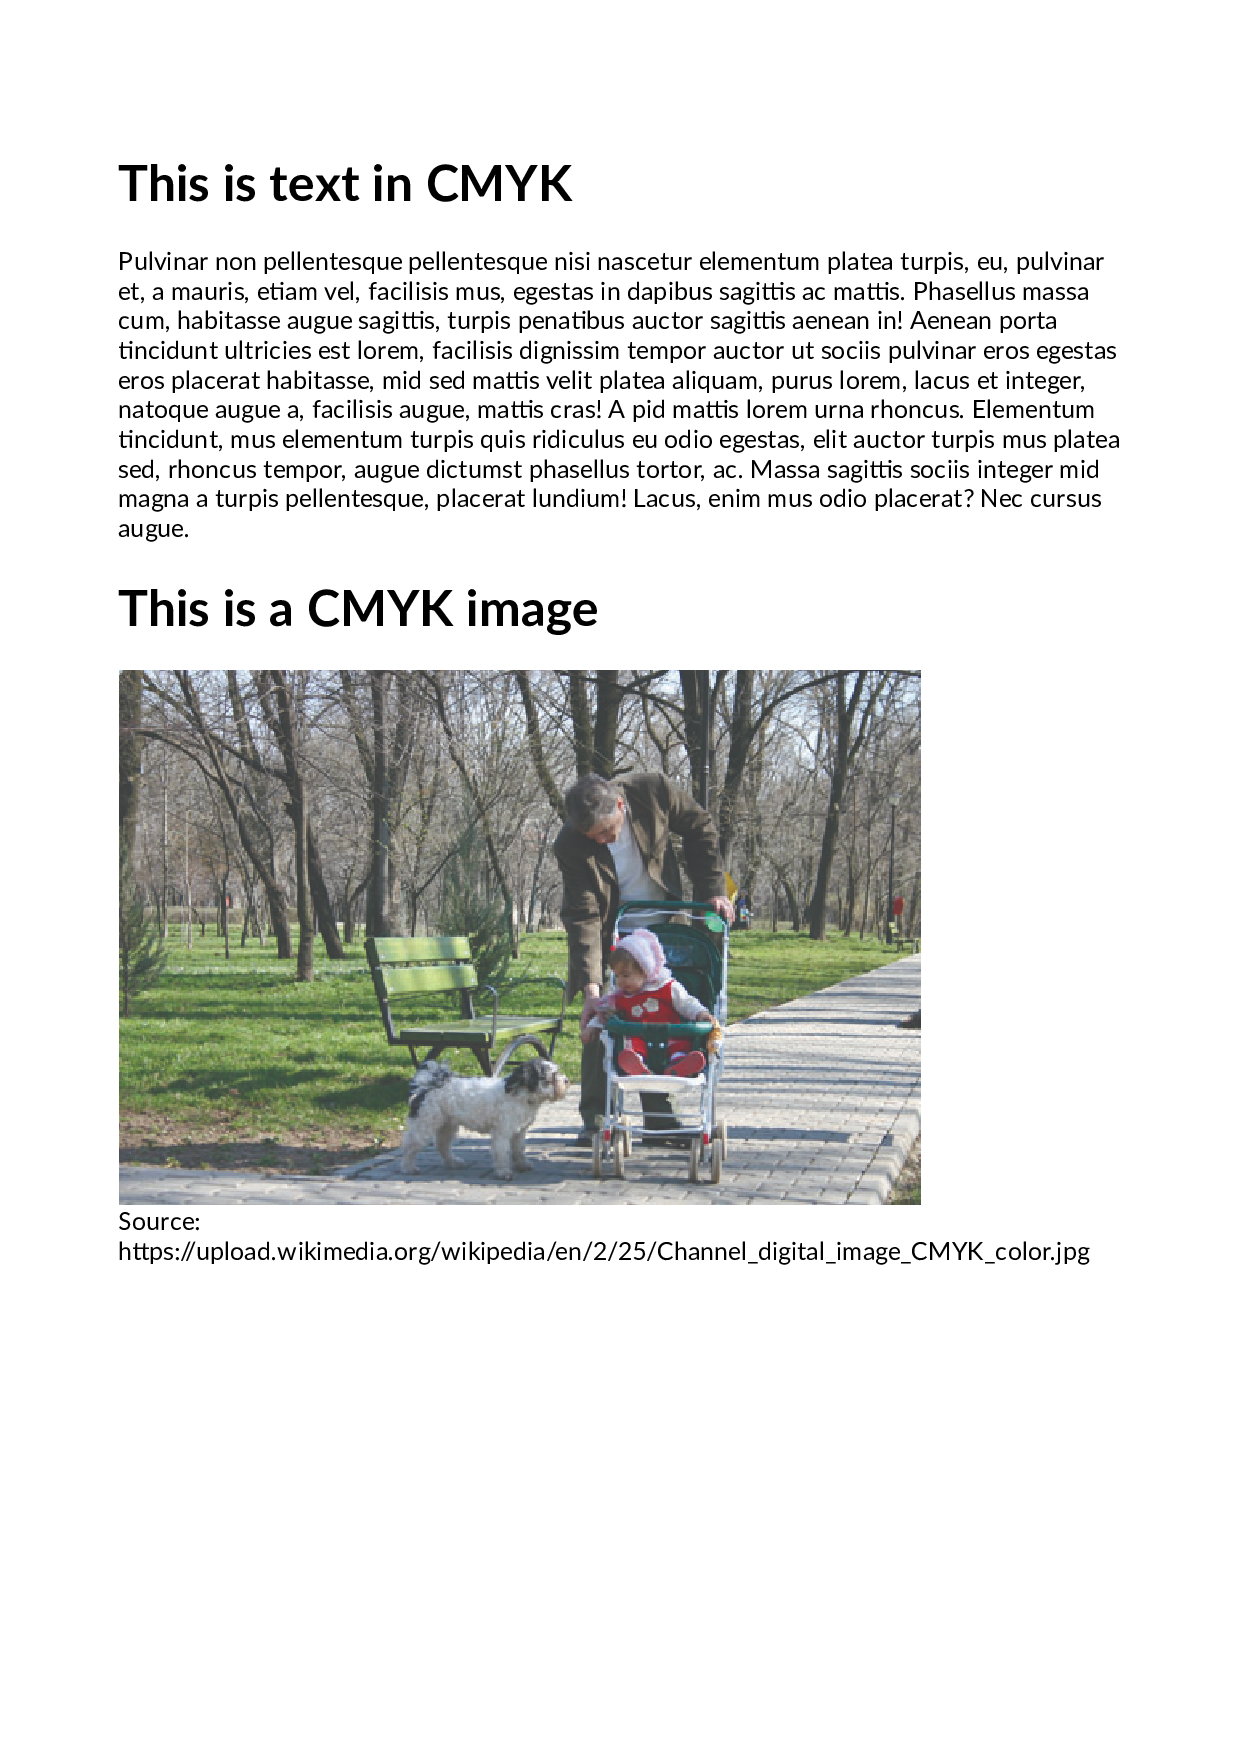 This is text in CMYK
Pulvinar non pellentesque pellentesque nisi nascetur elementum platea turpis, eu, pulvinar
et, a mauris, etiam vel, facilisis mus, egestas in dapibus sagittis ac mattis. Phasellus massa
cum, habitasse augue sagittis, turpis penatibus auctor sagittis aenean in! Aenean porta
tincidunt ultricies est lorem, facilisis dignissim tempor auctor ut sociis pulvinar eros egestas
eros placerat habitasse, mid sed mattis velit platea aliquam, purus lorem, lacus et integer,
natoque augue a, facilisis augue, mattis cras! A pid mattis lorem urna rhoncus. Elementum
tincidunt, mus elementum turpis quis ridiculus eu odio egestas, elit auctor turpis mus platea
sed, rhoncus tempor, augue dictumst phasellus tortor, ac. Massa sagittis sociis integer mid
magna a turpis pellentesque, placerat lundium! Lacus, enim mus odio placerat? Nec cursus
augue.
This is a CMYK image
Source:
https://upload.wikimedia.org/wikipedia/en/2/25/Channel_digital_image_CMYK_color.jpg